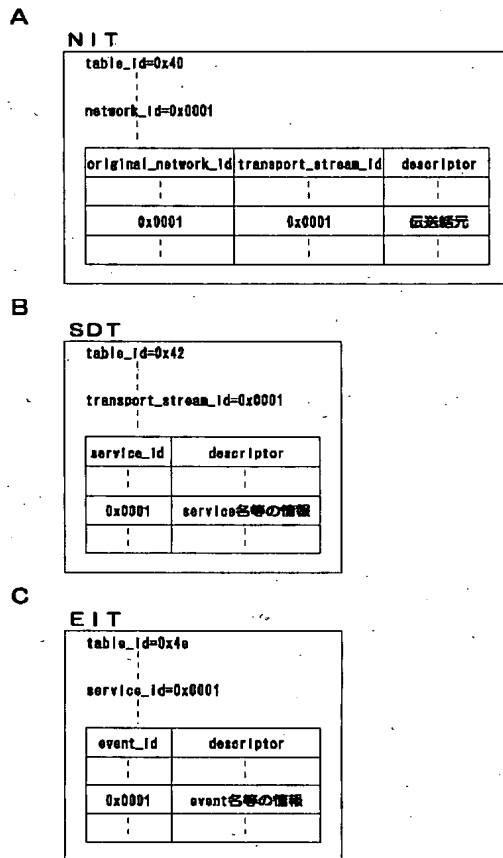 A
NIT
table_id=0x40
network_id=0x0001
original_network_id transport_stream_id descriptor
0x0001 0x0001 伝送緒元
B
SDT
table_id=0x42
transport_stream_id=0x0001
service_id descriptor
0x0001 service名等の情報
C
EIT
table_id=0x4e
service_id=0x0001
event_id descriptor
0x0001 event名等の情報